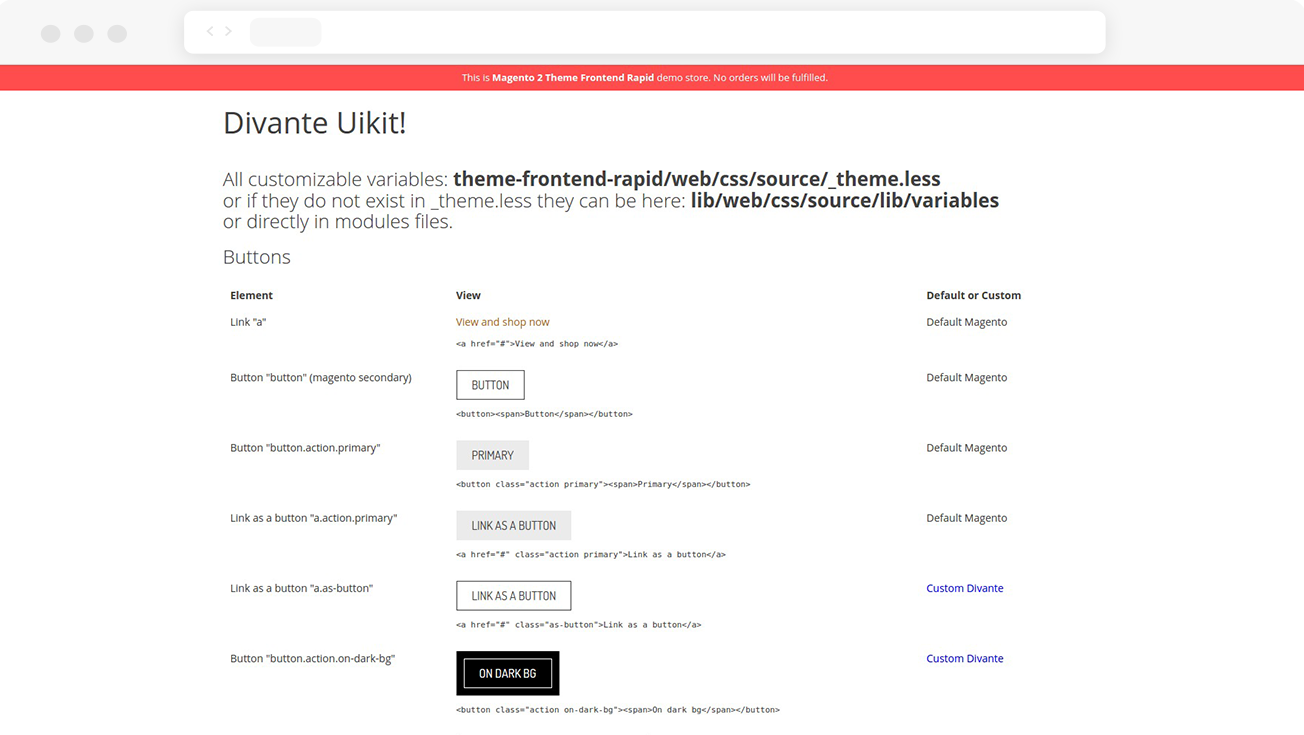 This is Magento 2 Theme Frontend Rapid demo store. No orders will be fulfilled.
Divante Uikit!
All customizable variables: theme-frontend-rapid/web/css/source/_theme.less
or if they do not exist in _theme.less they can be here: lib/web/css/source/lib/variables
or directly in modules files.
Buttons
Element View Default or Custom
Link "a" View and shop now Default Magento
<a href="#">View and shop now</a>
Button "button" (magento secondary) BUTTON Default Magento
<button><span>Button</span></button>
Button "button.action.primary" PRIMARY Default Magento
<button class="action primary"><span>Primary</span></button>
Link as a button "a.action.primary" LINK AS A BUTTON Default Magento
<a href="#" class="action primary">Link as a button</a>
Link as a button "a.as-button" LINK AS A BUTTON Custom Divante
<a href="#" class="as-button">Link as a button</a>
Button "button.action.on-dark-bg" ON DARK BG Custom Divante
<button class="action on-dark-bg"><span>On dark bg</span></button>